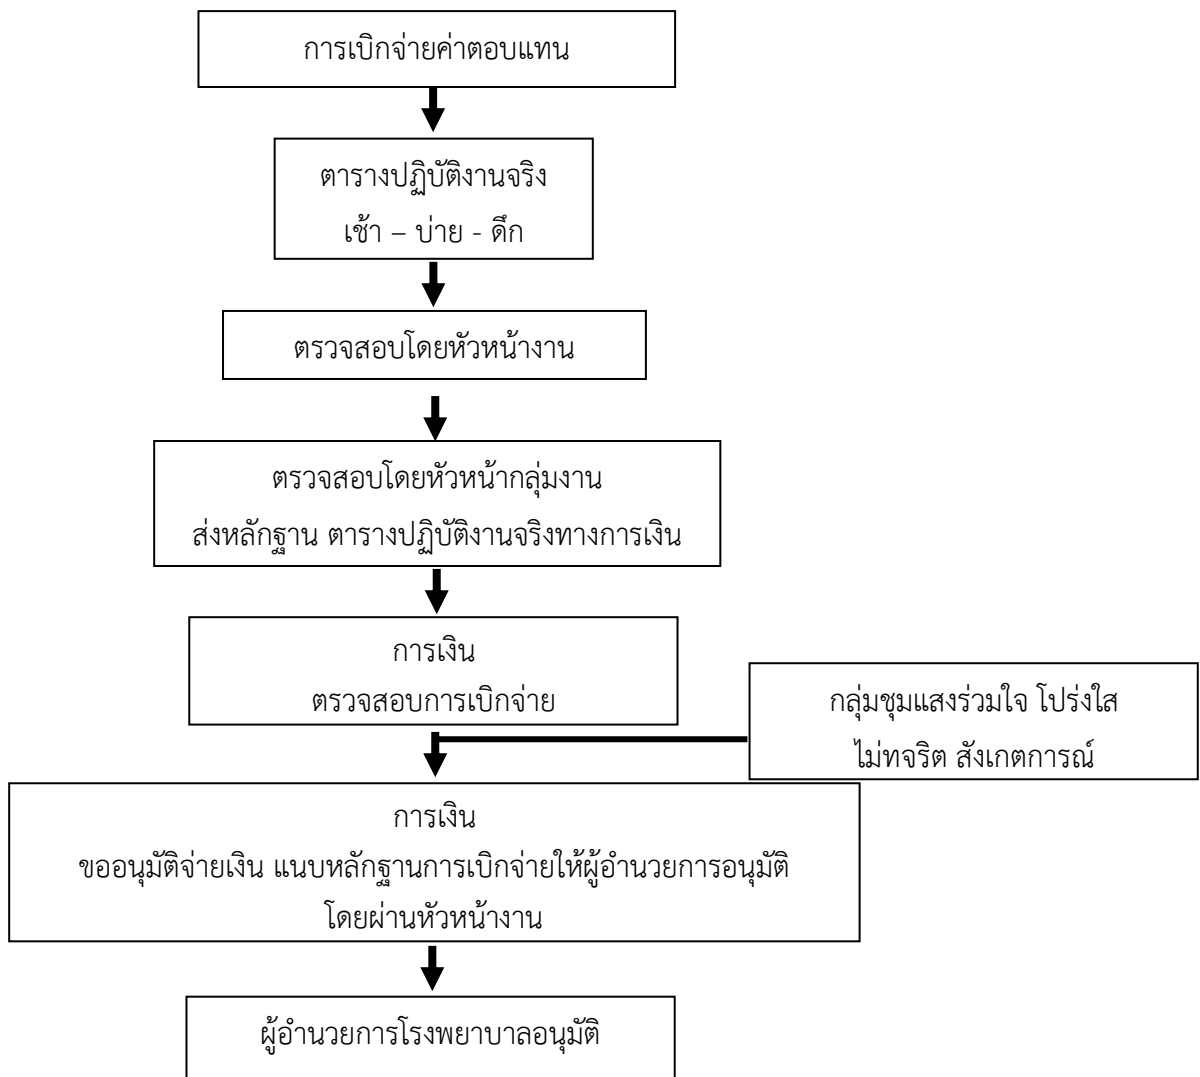 การเบิกจ่ายค่าตอบแทน
ตารางปฏิบัติงานจริง
เช้า – บ่าย - ดึก
ตรวจสอบโดยหัวหน้างาน
ตรวจสอบโดยหัวหน้ากลุ่มงาน
ส่งหลักฐาน ตารางปฏิบัติงานจริงทางการเงิน
การเงิน
ตรวจสอบการเบิกจ่าย
กลุ่มชุมแสงร่วมใจ โปร่งใส
ไม่ทจริต สังเกตการณ์
การเงิน
ขออนุมัติจ่ายเงิน แนบหลักฐานการเบิกจ่ายให้ผู้อำนวยการอนุมัติ
โดยผ่านหัวหน้างาน
ผู้อำนวยการโรงพยาบาลอนุมัติ